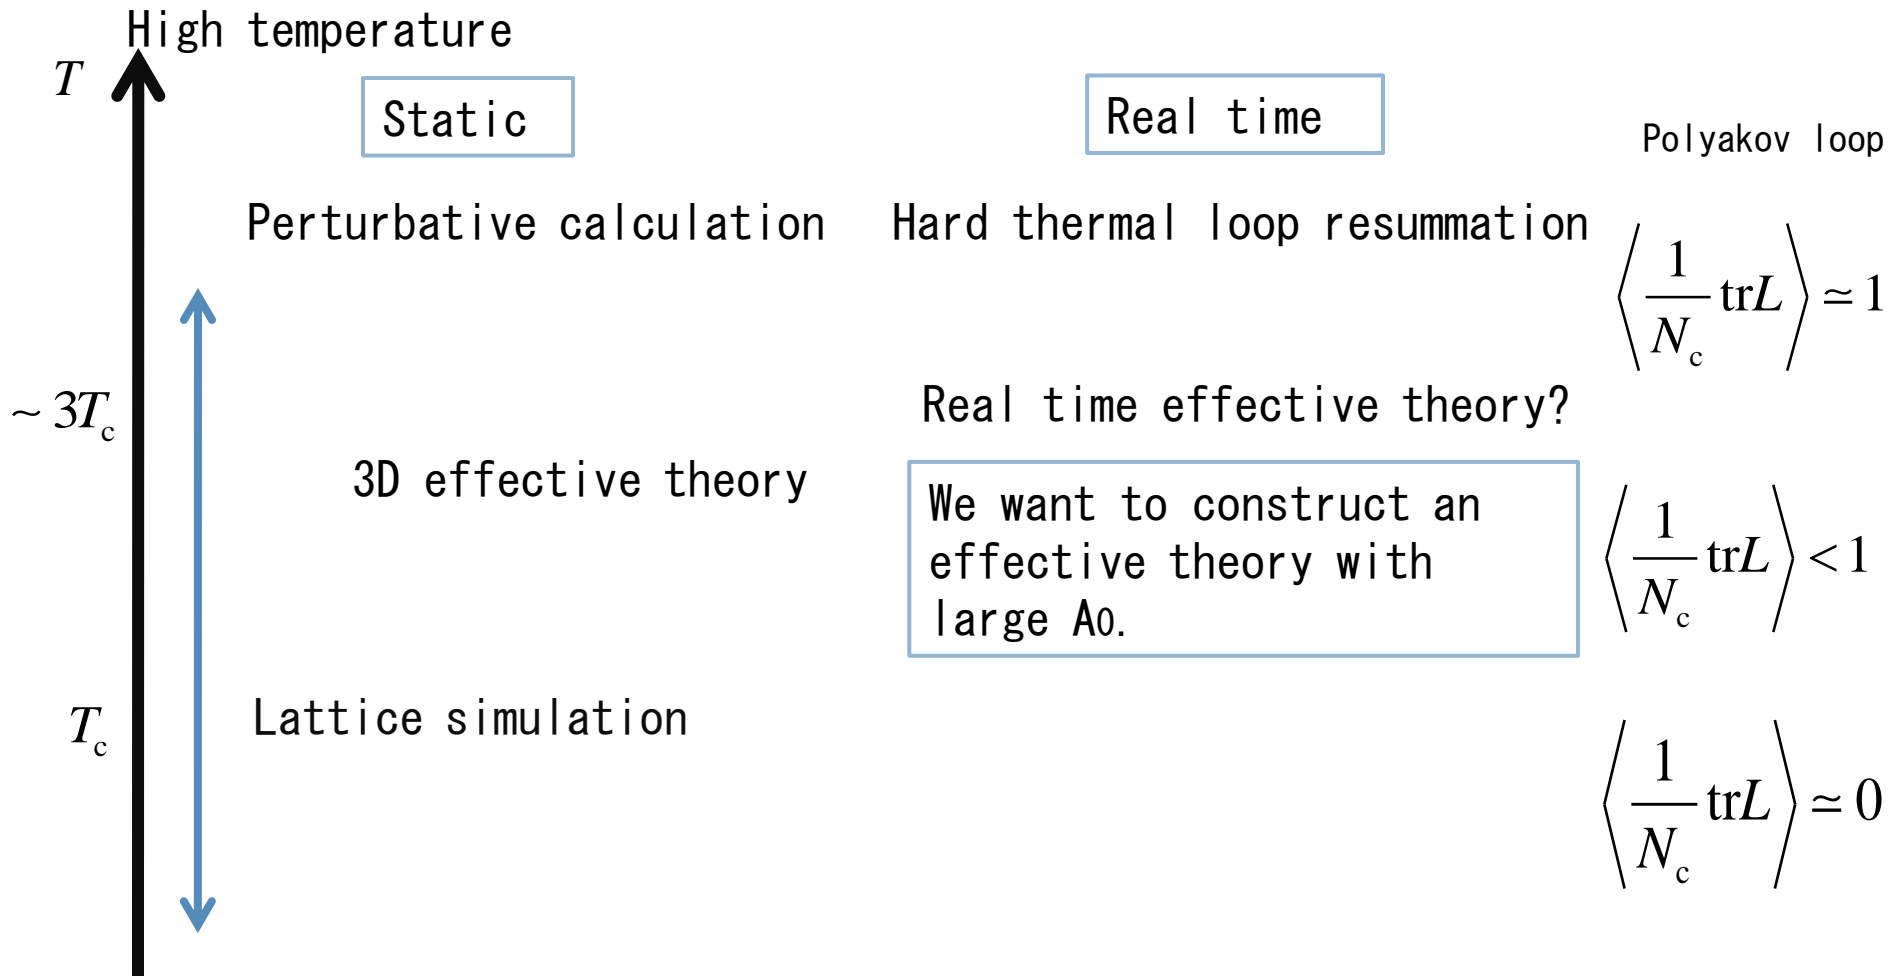 High temperature
T
Static
Real time
Polyakov loop
Perturbative calculation
Hard thermal loop resummation
⟨ 1/N_c trL ⟩ ≃ 1
~ 3T_c
Real time effective theory?
3D effective theory
We want to construct an
effective theory with
large A0.
⟨ 1/N_c trL ⟩ < 1
T_c
Lattice simulation
⟨ 1/N_c trL ⟩ ≃ 0